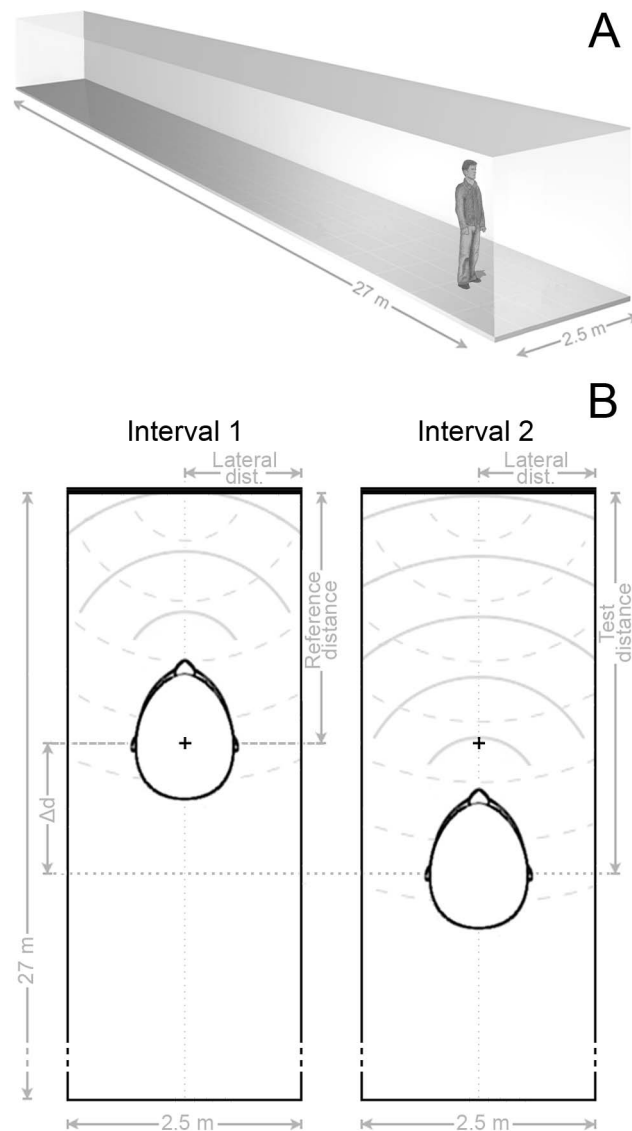 A
27 m
2.5 m
B
Interval 1
Interval 2
Lateral
dist.
Lateral
dist.
Reference
distance
Test
distance
Δd
27 m
2.5 m
2.5 m